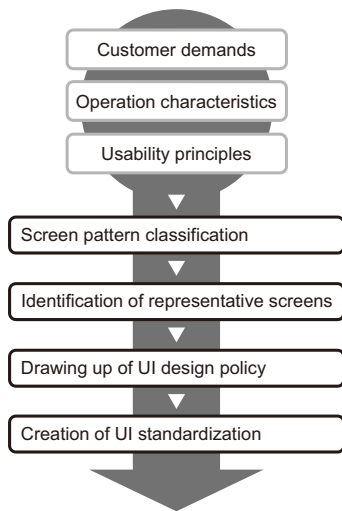 Customer demands
Operation characteristics
Usability principles
Screen pattern classification
Identification of representative screens
Drawing up of UI design policy
Creation of UI standardization